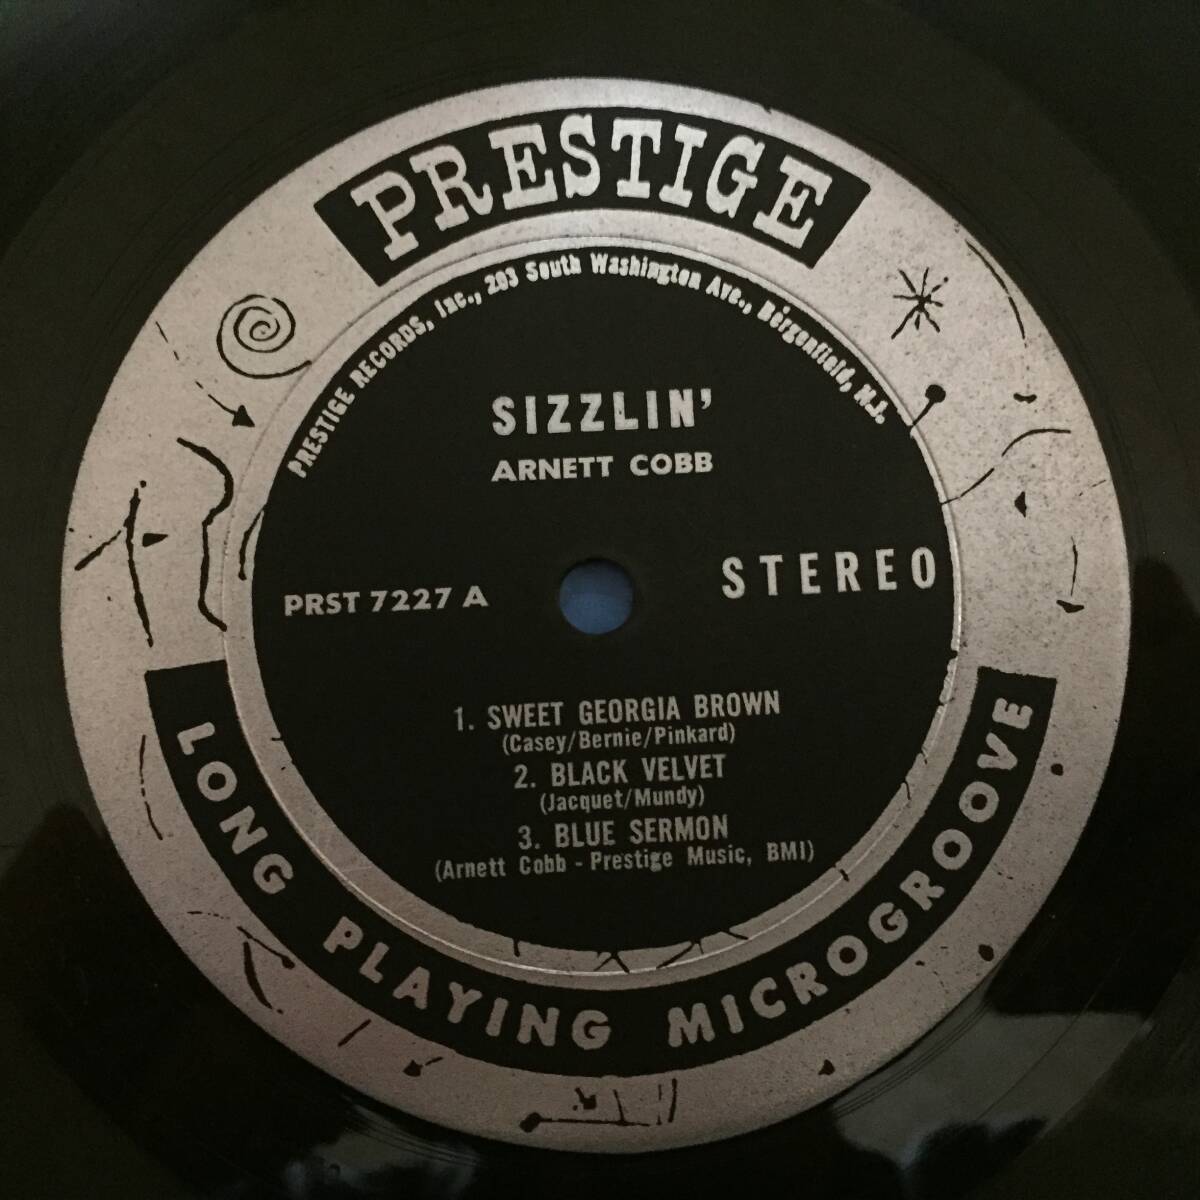 PRESTIGE
PRESTIGE RECORDS, Inc., 203 South Washington Ave., Bergenfield, N.J.
SIZZLIN'
ARNETT COBB
PRST 7227 A
STEREO
1. SWEET GEORGIA BROWN
(Casey/Bernie/Pinkard)
2. BLACK VELVET
(Jacquet/Mundy)
3. BLUE SERMON
(Arnett Cobb - Prestige Music, BMI)
LONG PLAYING MICROGROOVE